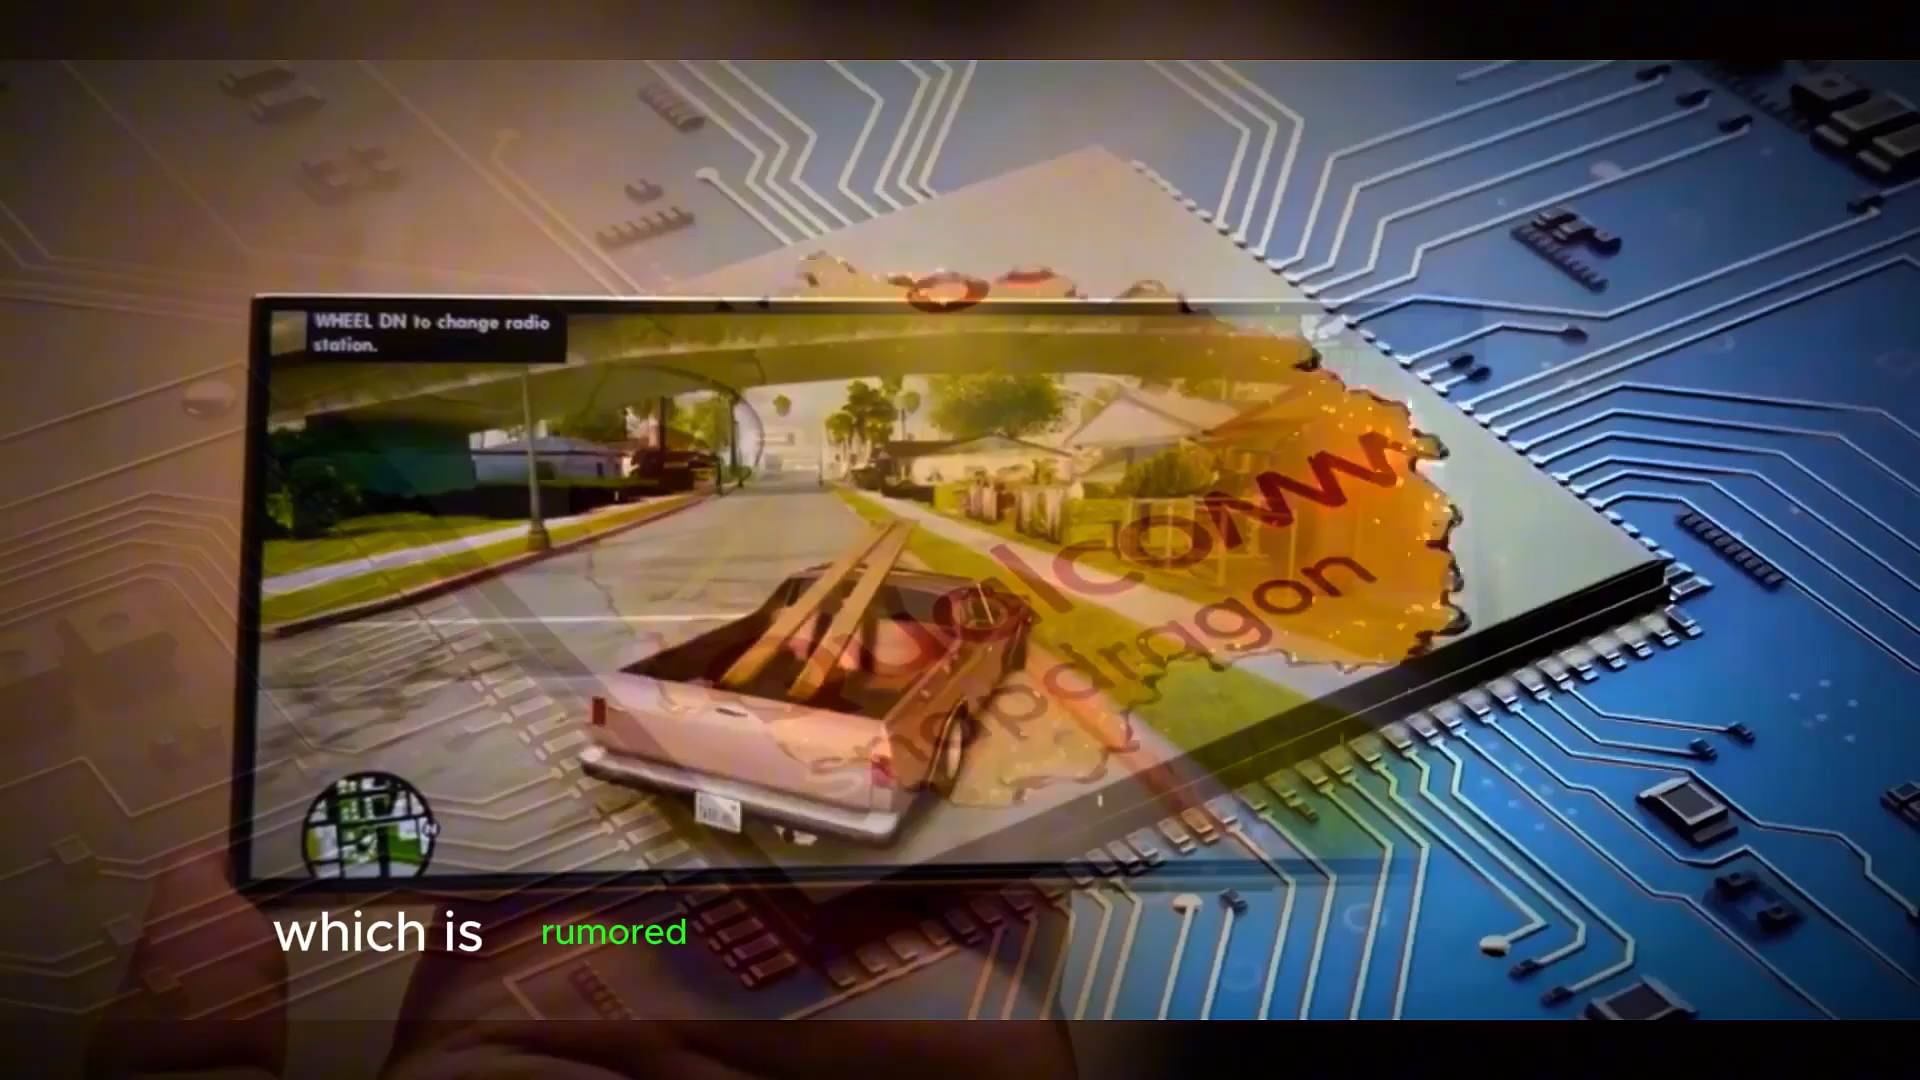 WHEEL DN to change radio
station.
Qualcomm
snapdragon
which is rumored